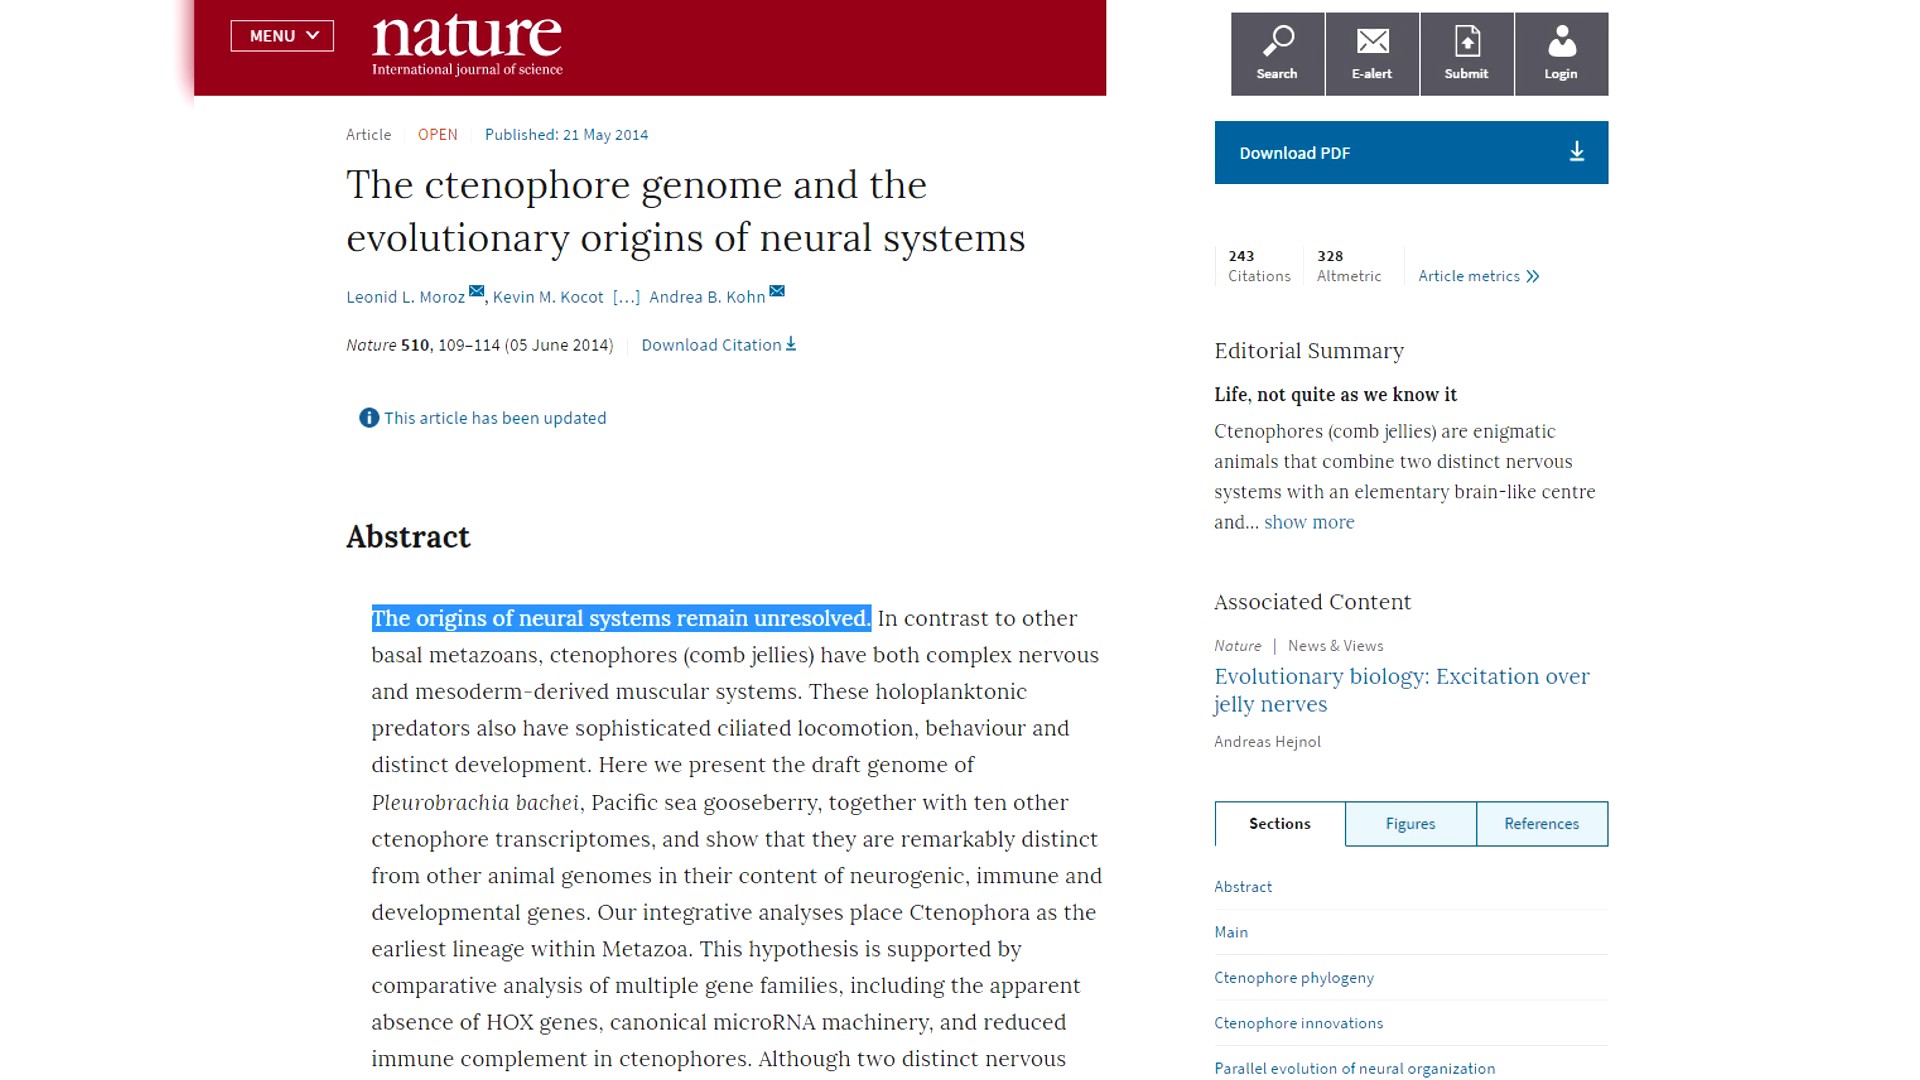 MENU
nature
International journal of science
Search
E-alert
Submit
Login
Article OPEN Published: 21 May 2014
The ctenophore genome and the
evolutionary origins of neural systems
Leonid L. Moroz, Kevin M. Kocot […] Andrea B. Kohn
Nature 510, 109–114 (05 June 2014) Download Citation
This article has been updated
Abstract
The origins of neural systems remain unresolved. In contrast to other
basal metazoans, ctenophores (comb jellies) have both complex nervous
and mesoderm-derived muscular systems. These holoplanktonic
predators also have sophisticated ciliated locomotion, behaviour and
distinct development. Here we present the draft genome of
Pleurobrachia bachei, Pacific sea gooseberry, together with ten other
ctenophore transcriptomes, and show that they are remarkably distinct
from other animal genomes in their content of neurogenic, immune and
developmental genes. Our integrative analyses place Ctenophora as the
earliest lineage within Metazoa. This hypothesis is supported by
comparative analysis of multiple gene families, including the apparent
absence of HOX genes, canonical microRNA machinery, and reduced
immune complement in ctenophores. Although two distinct nervous
Download PDF
243 Citations
328 Altmetric
Article metrics
Editorial Summary
Life, not quite as we know it
Ctenophores (comb jellies) are enigmatic
animals that combine two distinct nervous
systems with an elementary brain-like centre
and... show more
Associated Content
Nature | News & Views
Evolutionary biology: Excitation over
jelly nerves
Andreas Hejnol
Sections
Figures
References
Abstract
Main
Ctenophore phylogeny
Ctenophore innovations
Parallel evolution of neural organization